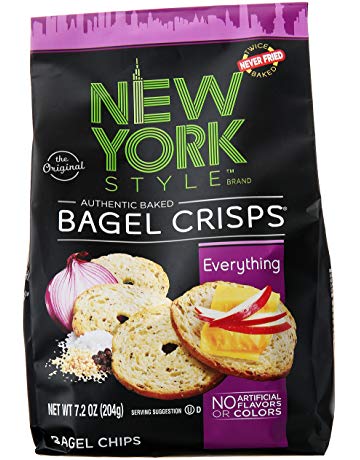 TWICE
NEVER FRIED
BAKED
NEW
YORK
STYLE™
BRAND
the
Original
AUTHENTIC BAKED
BAGEL CRISPS®
Everything
NO ARTIFICIAL
FLAVORS
OR COLORS
NET WT 7.2 OZ (204g)
SERVING SUGGESTION Ⓤ D
BAGEL CHIPS